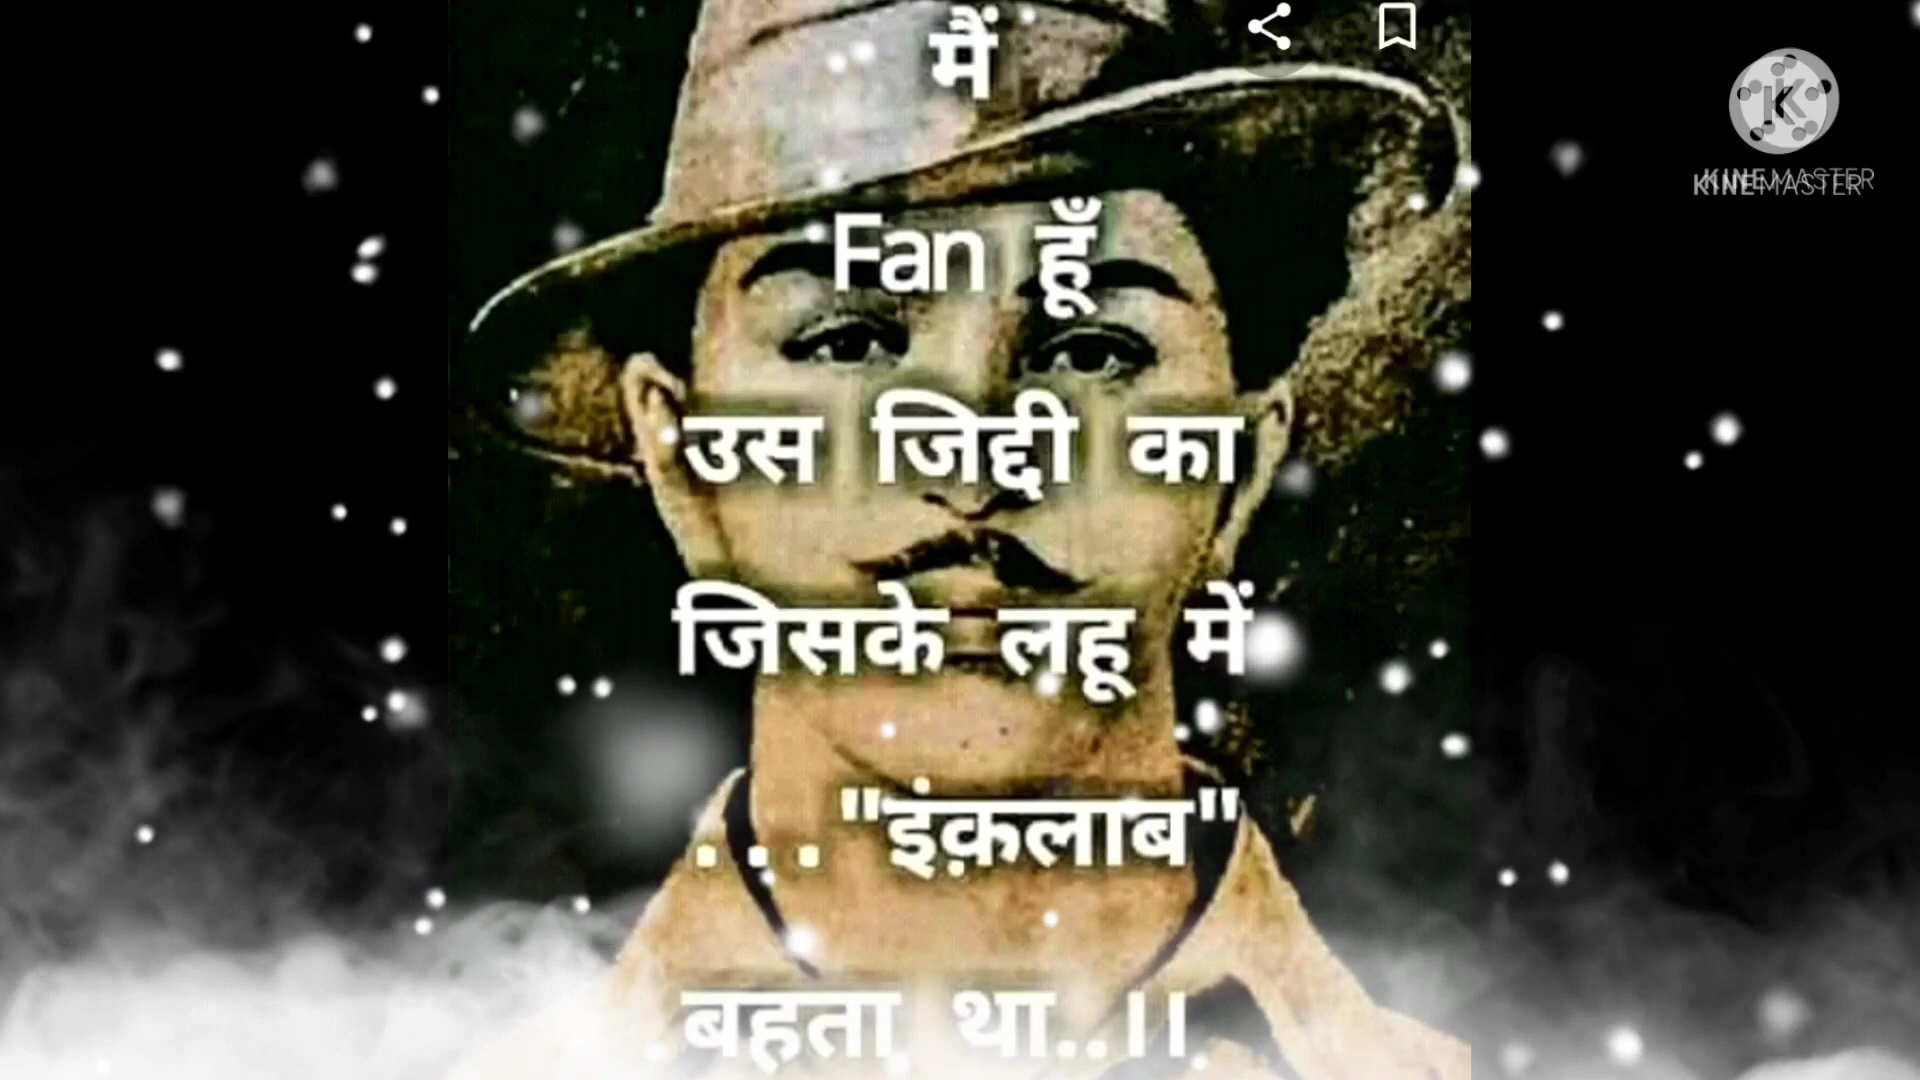 मैं
Fan हूँ
उस जिद्दी का
जिसके लहू में
... "इंक़लाब"
बहता था..।।
KINEMASTER